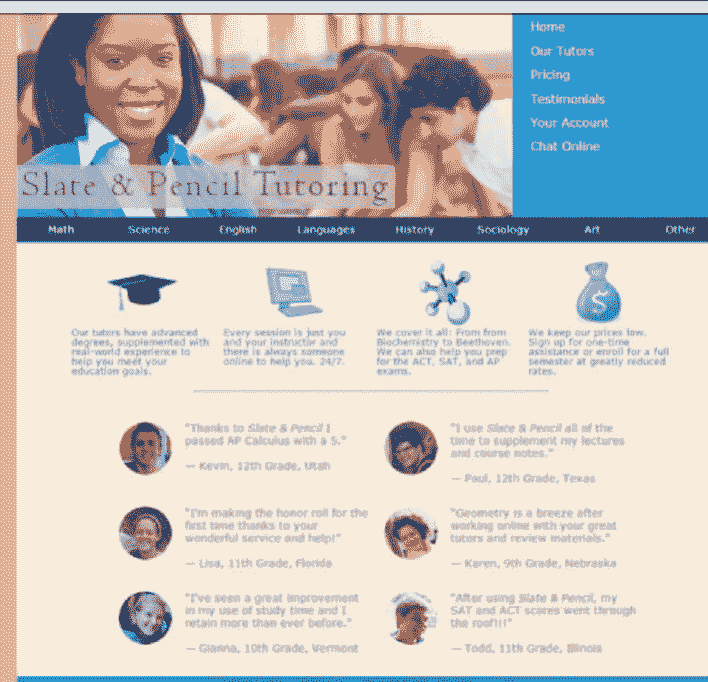 Home
Our Tutors
Pricing
Testimonials
Your Account
Chat Online
Slate & Pencil Tutoring
Math Science English Languages History Sociology Art Other
Our tutors have advanced
degrees, supplemented with
real-world experience to
help you meet your
education goals.
Every session is just you
and your instructor and
there is always someone
online to help you. 24/7.
We cover it all: From from
Biochemistry to Beethoven.
We can also help you prep
for the ACT, SAT, and AP
exams.
We keep our prices low.
Sign up for one-time
assistance or enroll for a full
semester at greatly reduced
rates.
"Thanks to Slate & Pencil I
passed AP Calculus with a 5."
— Kevin, 12th Grade, Utah
"I use Slate & Pencil all of the
time to supplement my lectures
and course notes."
— Paul, 12th Grade, Texas
"I'm making the honor roll for the
first time thanks to your
wonderful service and help!"
— Lisa, 11th Grade, Florida
"Geometry is a breeze after
working online with your great
tutors and review materials."
— Karen, 9th Grade, Nebraska
"I've seen a great improvement
in my use of study time and I
retain more than ever before."
— Gianna, 10th Grade, Vermont
"After using Slate & Pencil, my
SAT and ACT scores went through
the roof!!!"
— Todd, 11th Grade, Illinois